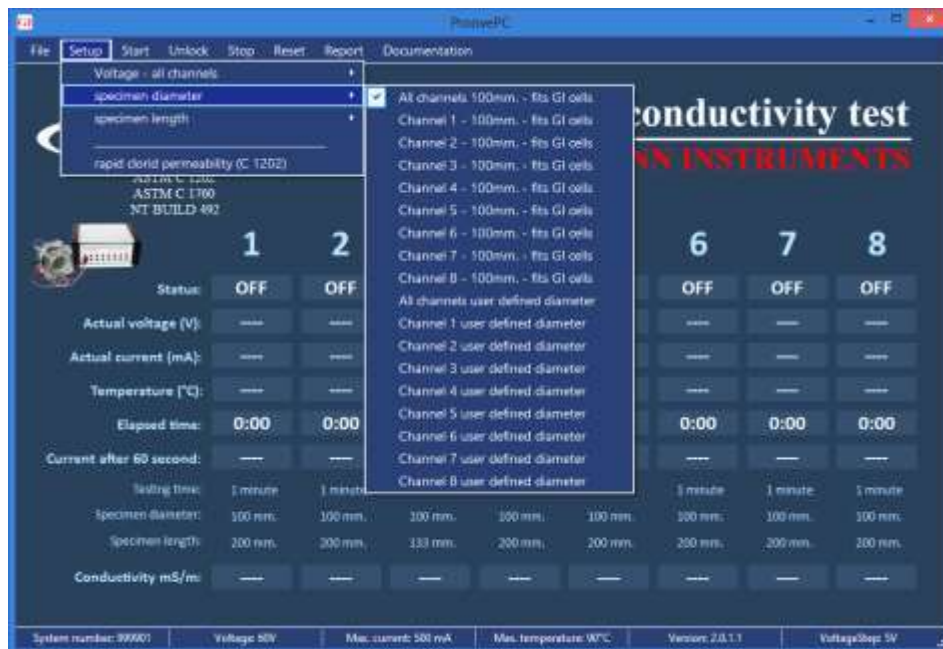 ProovePC
File Setup Start Unlock Stop Reset Report Documentation
Voltage - all channels
specimen diameter
specimen length
rapid clorid permeability (C 1202)
All channels 100mm. - fits GI cells
Channel 1 - 100mm. - fits GI cells
Channel 2 - 100mm. - fits GI cells
Channel 3 - 100mm. - fits GI cells
Channel 4 - 100mm. - fits GI cells
Channel 5 - 100mm. - fits GI cells
Channel 6 - 100mm. - fits GI cells
Channel 7 - 100mm. - fits GI cells
Channel 8 - 100mm. - fits GI cells
All channels user defined diameter
Channel 1 user defined diameter
Channel 2 user defined diameter
Channel 3 user defined diameter
Channel 4 user defined diameter
Channel 5 user defined diameter
Channel 6 user defined diameter
Channel 7 user defined diameter
Channel 8 user defined diameter
conductivity test
NN INSTRUMENTS
ASTM C 1202
ASTM C 1760
NT BUILD 492
1 2 6 7 8
Status: OFF OFF OFF OFF OFF
Actual voltage (V): ---- ---- ---- ---- ----
Actual current (mA): ---- ---- ---- ---- ----
Temperature (°C): ---- ---- ---- ---- ----
Elapsed time: 0:00 0:00 0:00 0:00 0:00
Current after 60 second: ---- ---- ---- ---- ----
Testing time: 1 minute 1 minute 1 minute 1 minute 1 minute
Specimen diameter: 100 mm. 100 mm. 100 mm. 100 mm. 100 mm. 100 mm. 100 mm. 100 mm.
Specimen length: 200 mm. 200 mm. 133 mm. 200 mm. 200 mm. 200 mm. 200 mm. 200 mm.
Conductivity mS/m: ---- ---- ---- ---- ---- ---- ---- ----
System number: 999901 Voltage: 60V Max. current: 500 mA Max. temperature: 90°C Version: 2.0.1.1 VoltageStep: 5V